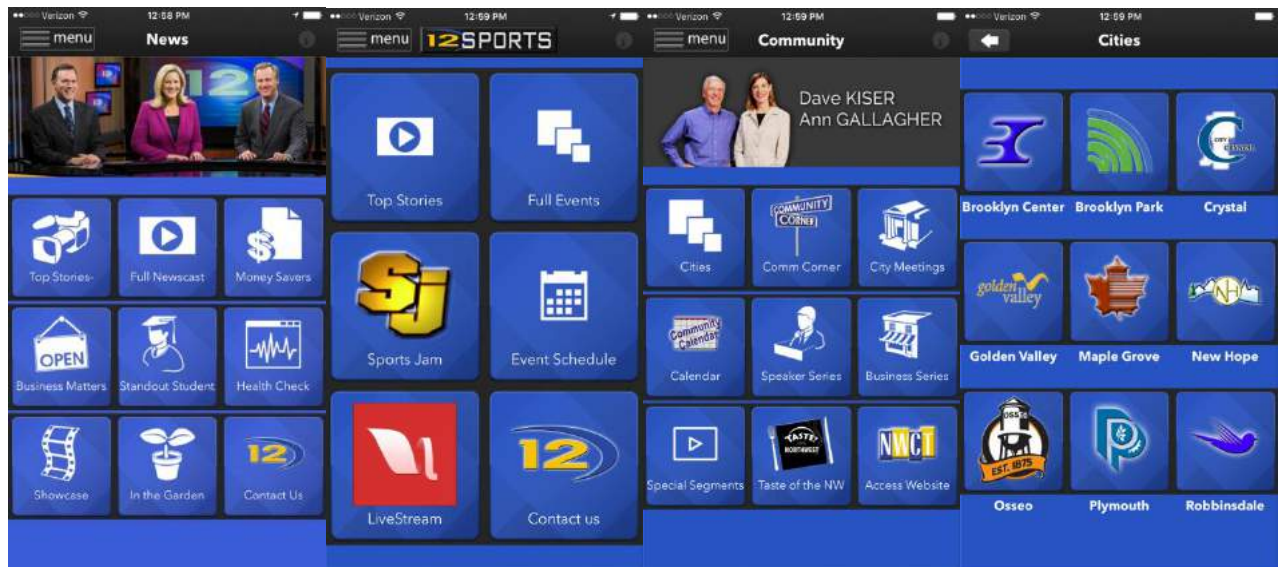 Verizon 12:58 PM
menu News
12
Top Stories- Full Newscast Money Savers
OPEN
Business Matters Standout Student Health Check
12
Showcase In the Garden Contact Us
Verizon 12:59 PM
menu 12SPORTS
Top Stories Full Events
SJ
Sports Jam Event Schedule
12
LiveStream Contact us
Verizon 12:59 PM
menu Community
Dave KISER
Ann GALLAGHER
COMMUNITY
CORNER
Cities Comm Corner City Meetings
Community
Calendar
Calendar Speaker Series Business Series
TASTE!
NORTHWEST
NWCT
Special Segments Taste of the NW Access Website
Verizon 12:59 PM
Cities
CITY
CRYSTAL
Brooklyn Center Brooklyn Park Crystal
golden
valley
NH
Golden Valley Maple Grove New Hope
OSSEO
EST. 1875
P
Osseo Plymouth Robbinsdale